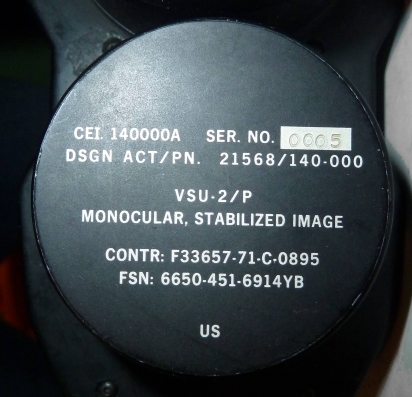 CEI. 140000A SER. NO. 0005
DSGN ACT/PN. 21568/140-000
VSU-2/P
MONOCULAR, STABILIZED IMAGE
CONTR: F33657-71-C-0895
FSN: 6650-451-6914YB
US